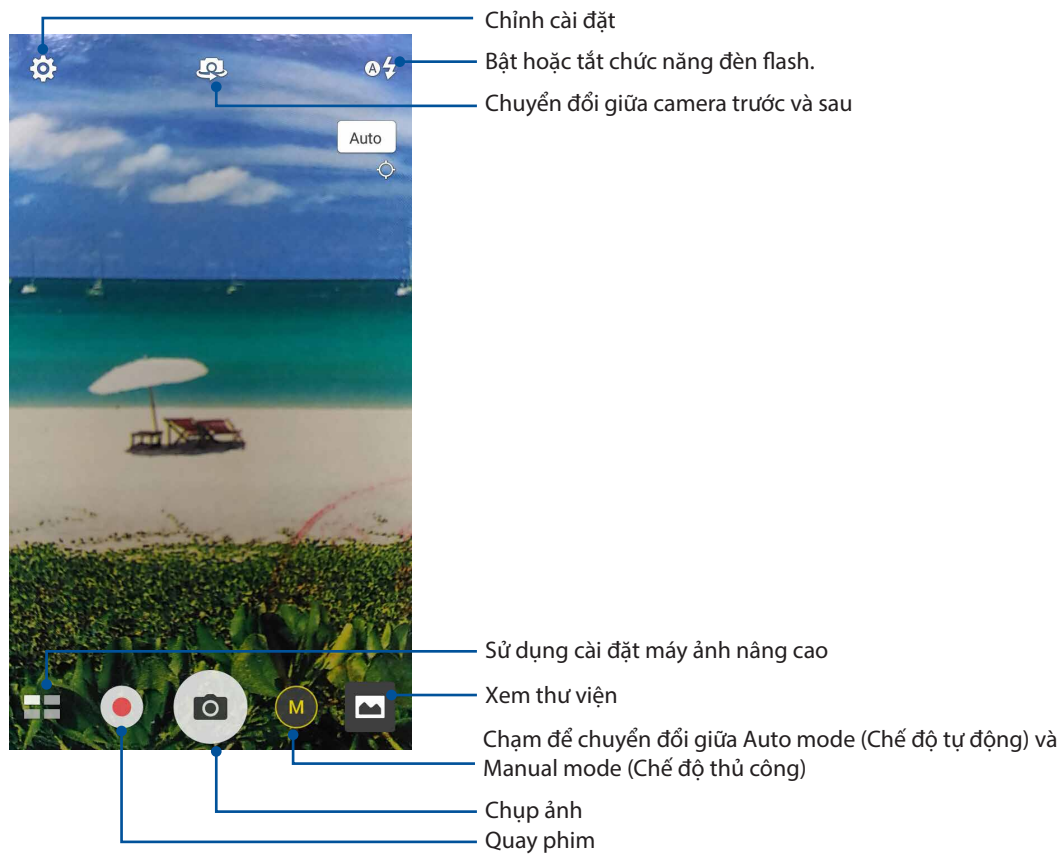 Chỉnh cài đặt
Bật hoặc tắt chức năng đèn flash.
Chuyển đổi giữa camera trước và sau
A
Auto
Sử dụng cài đặt máy ảnh nâng cao
Xem thư viện
M
Chạm để chuyển đổi giữa Auto mode (Chế độ tự động) và
Manual mode (Chế độ thủ công)
Chụp ảnh
Quay phim